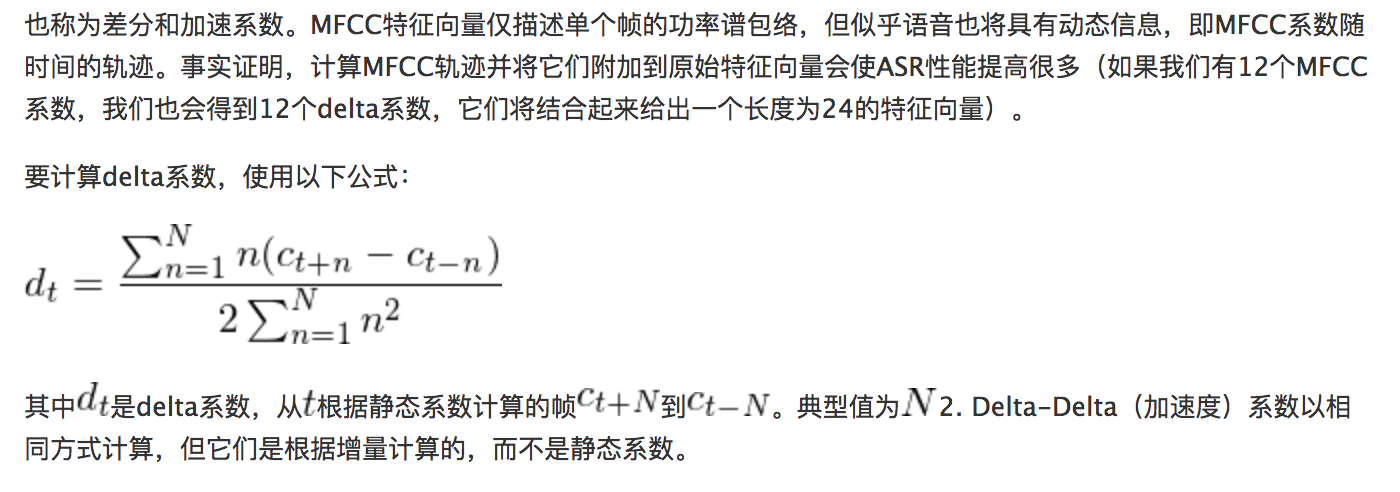 也称为差分和加速系数。MFCC特征向量仅描述单个帧的功率谱包络，但似乎语音也将具有动态信息，即MFCC系数随
时间的轨迹。事实证明，计算MFCC轨迹并将它们附加到原始特征向量会使ASR性能提高很多（如果我们有12个MFCC
系数，我们也会得到12个delta系数，它们将结合起来给出一个长度为24的特征向量）。
要计算delta系数，使用以下公式：
d_t = \frac{\sum_{n=1}^{N} n(c_{t+n} - c_{t-n})}{2\sum_{n=1}^{N} n^2}
其中d_t是delta系数，从t根据静态系数计算的帧c_{t+N}到c_{t-N}。典型值为N 2. Delta-Delta（加速度）系数以相
同方式计算，但它们是根据增量计算的，而不是静态系数。